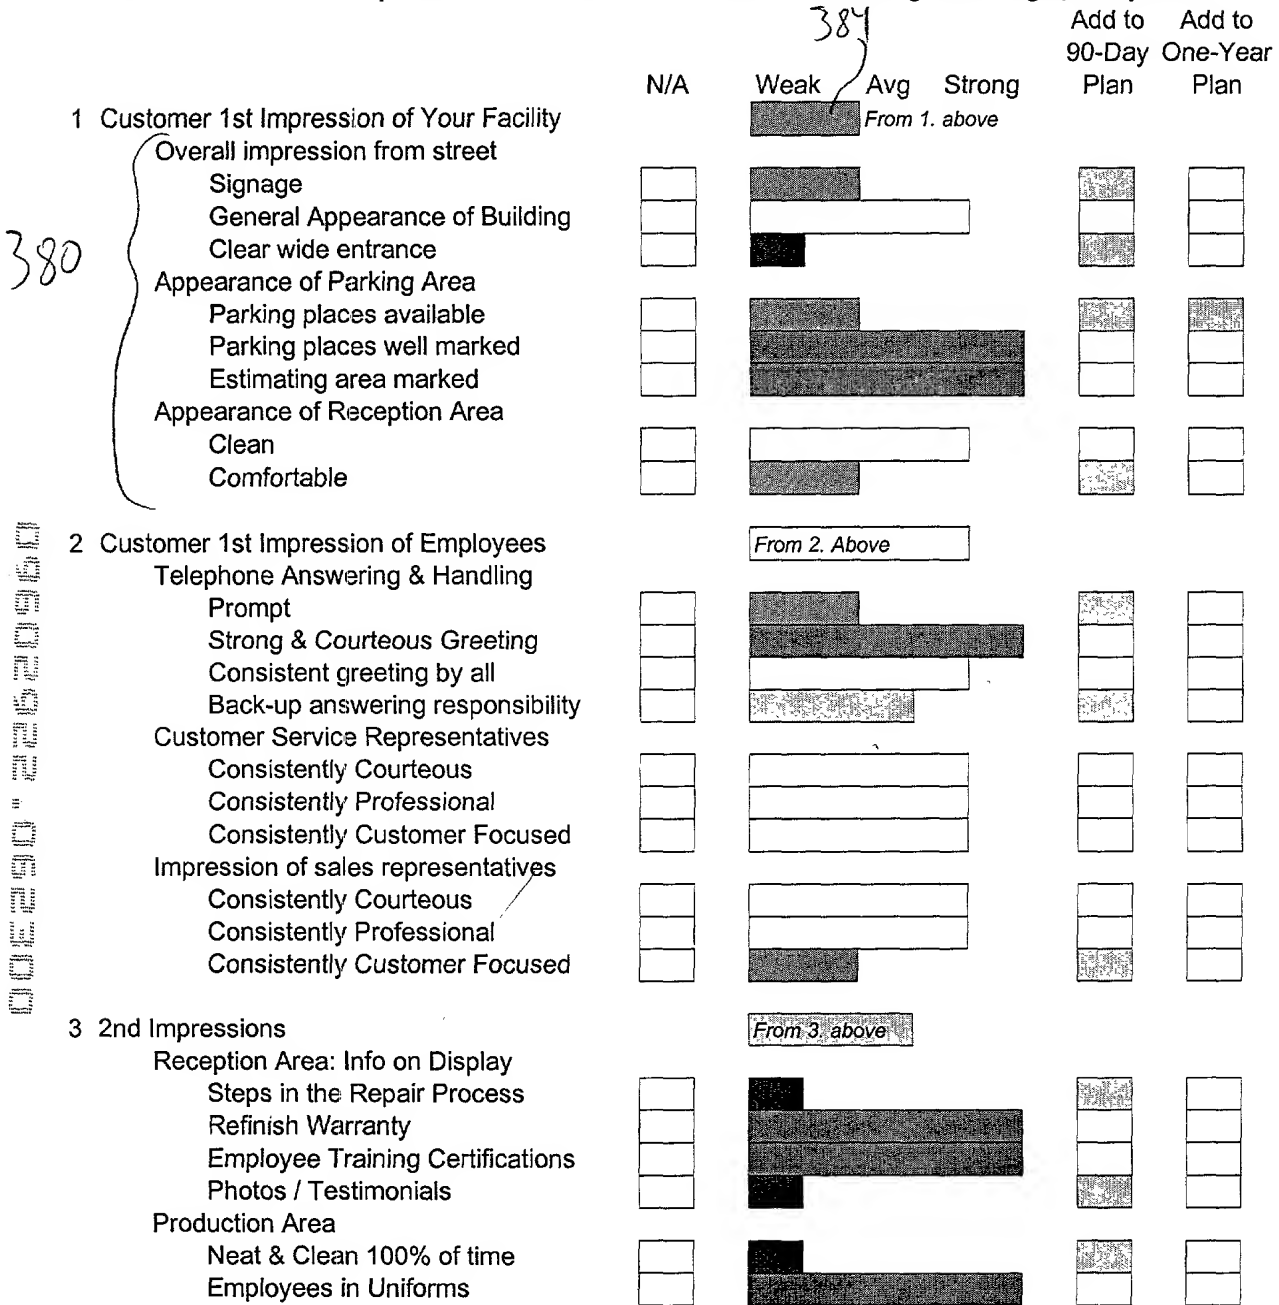 384
Add to Add to
90-Day One-Year
N/A Weak Avg Strong Plan Plan
1 Customer 1st Impression of Your Facility From 1. above
Overall impression from street
Signage
General Appearance of Building
Clear wide entrance
380
Appearance of Parking Area
Parking places available
Parking places well marked
Estimating area marked
Appearance of Reception Area
Clean
Comfortable
2 Customer 1st Impression of Employees From 2. Above
Telephone Answering & Handling
Prompt
Strong & Courteous Greeting
Consistent greeting by all
Back-up answering responsibility
Customer Service Representatives
Consistently Courteous
Consistently Professional
Consistently Customer Focused
Impression of sales representatives
Consistently Courteous
Consistently Professional
Consistently Customer Focused
3 2nd Impressions From 3. above
Reception Area: Info on Display
Steps in the Repair Process
Refinish Warranty
Employee Training Certifications
Photos / Testimonials
Production Area
Neat & Clean 100% of time
Employees in Uniforms
09602922.062300